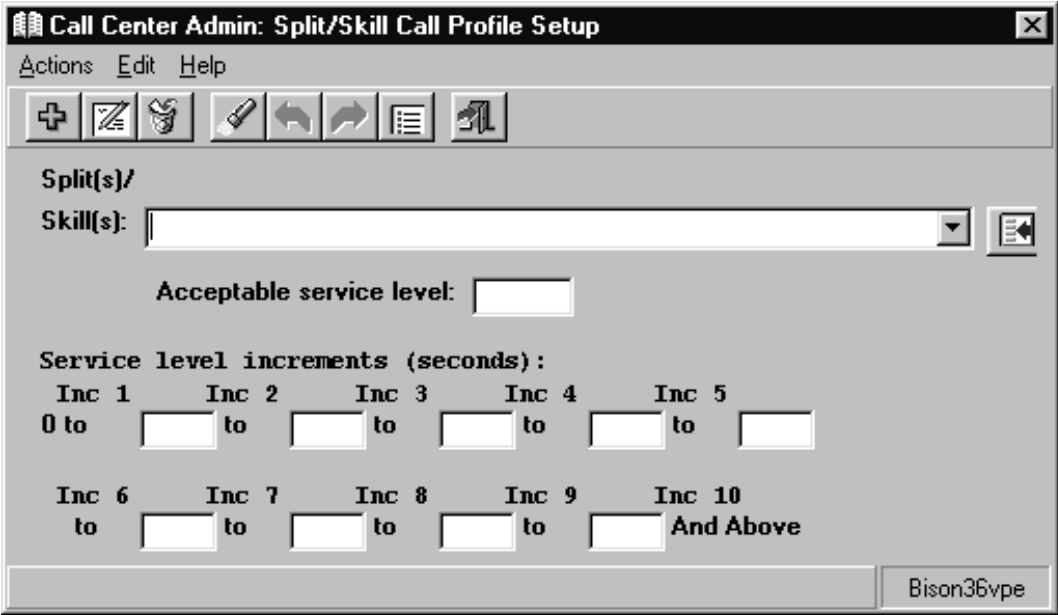 Call Center Admin: Split/Skill Call Profile Setup
Actions Edit Help
Split(s)/
Skill(s):
Acceptable service level:
Service level increments (seconds):
Inc 1 Inc 2 Inc 3 Inc 4 Inc 5
0 to to to to to
Inc 6 Inc 7 Inc 8 Inc 9 Inc 10
to to to to And Above
Bison36vpe